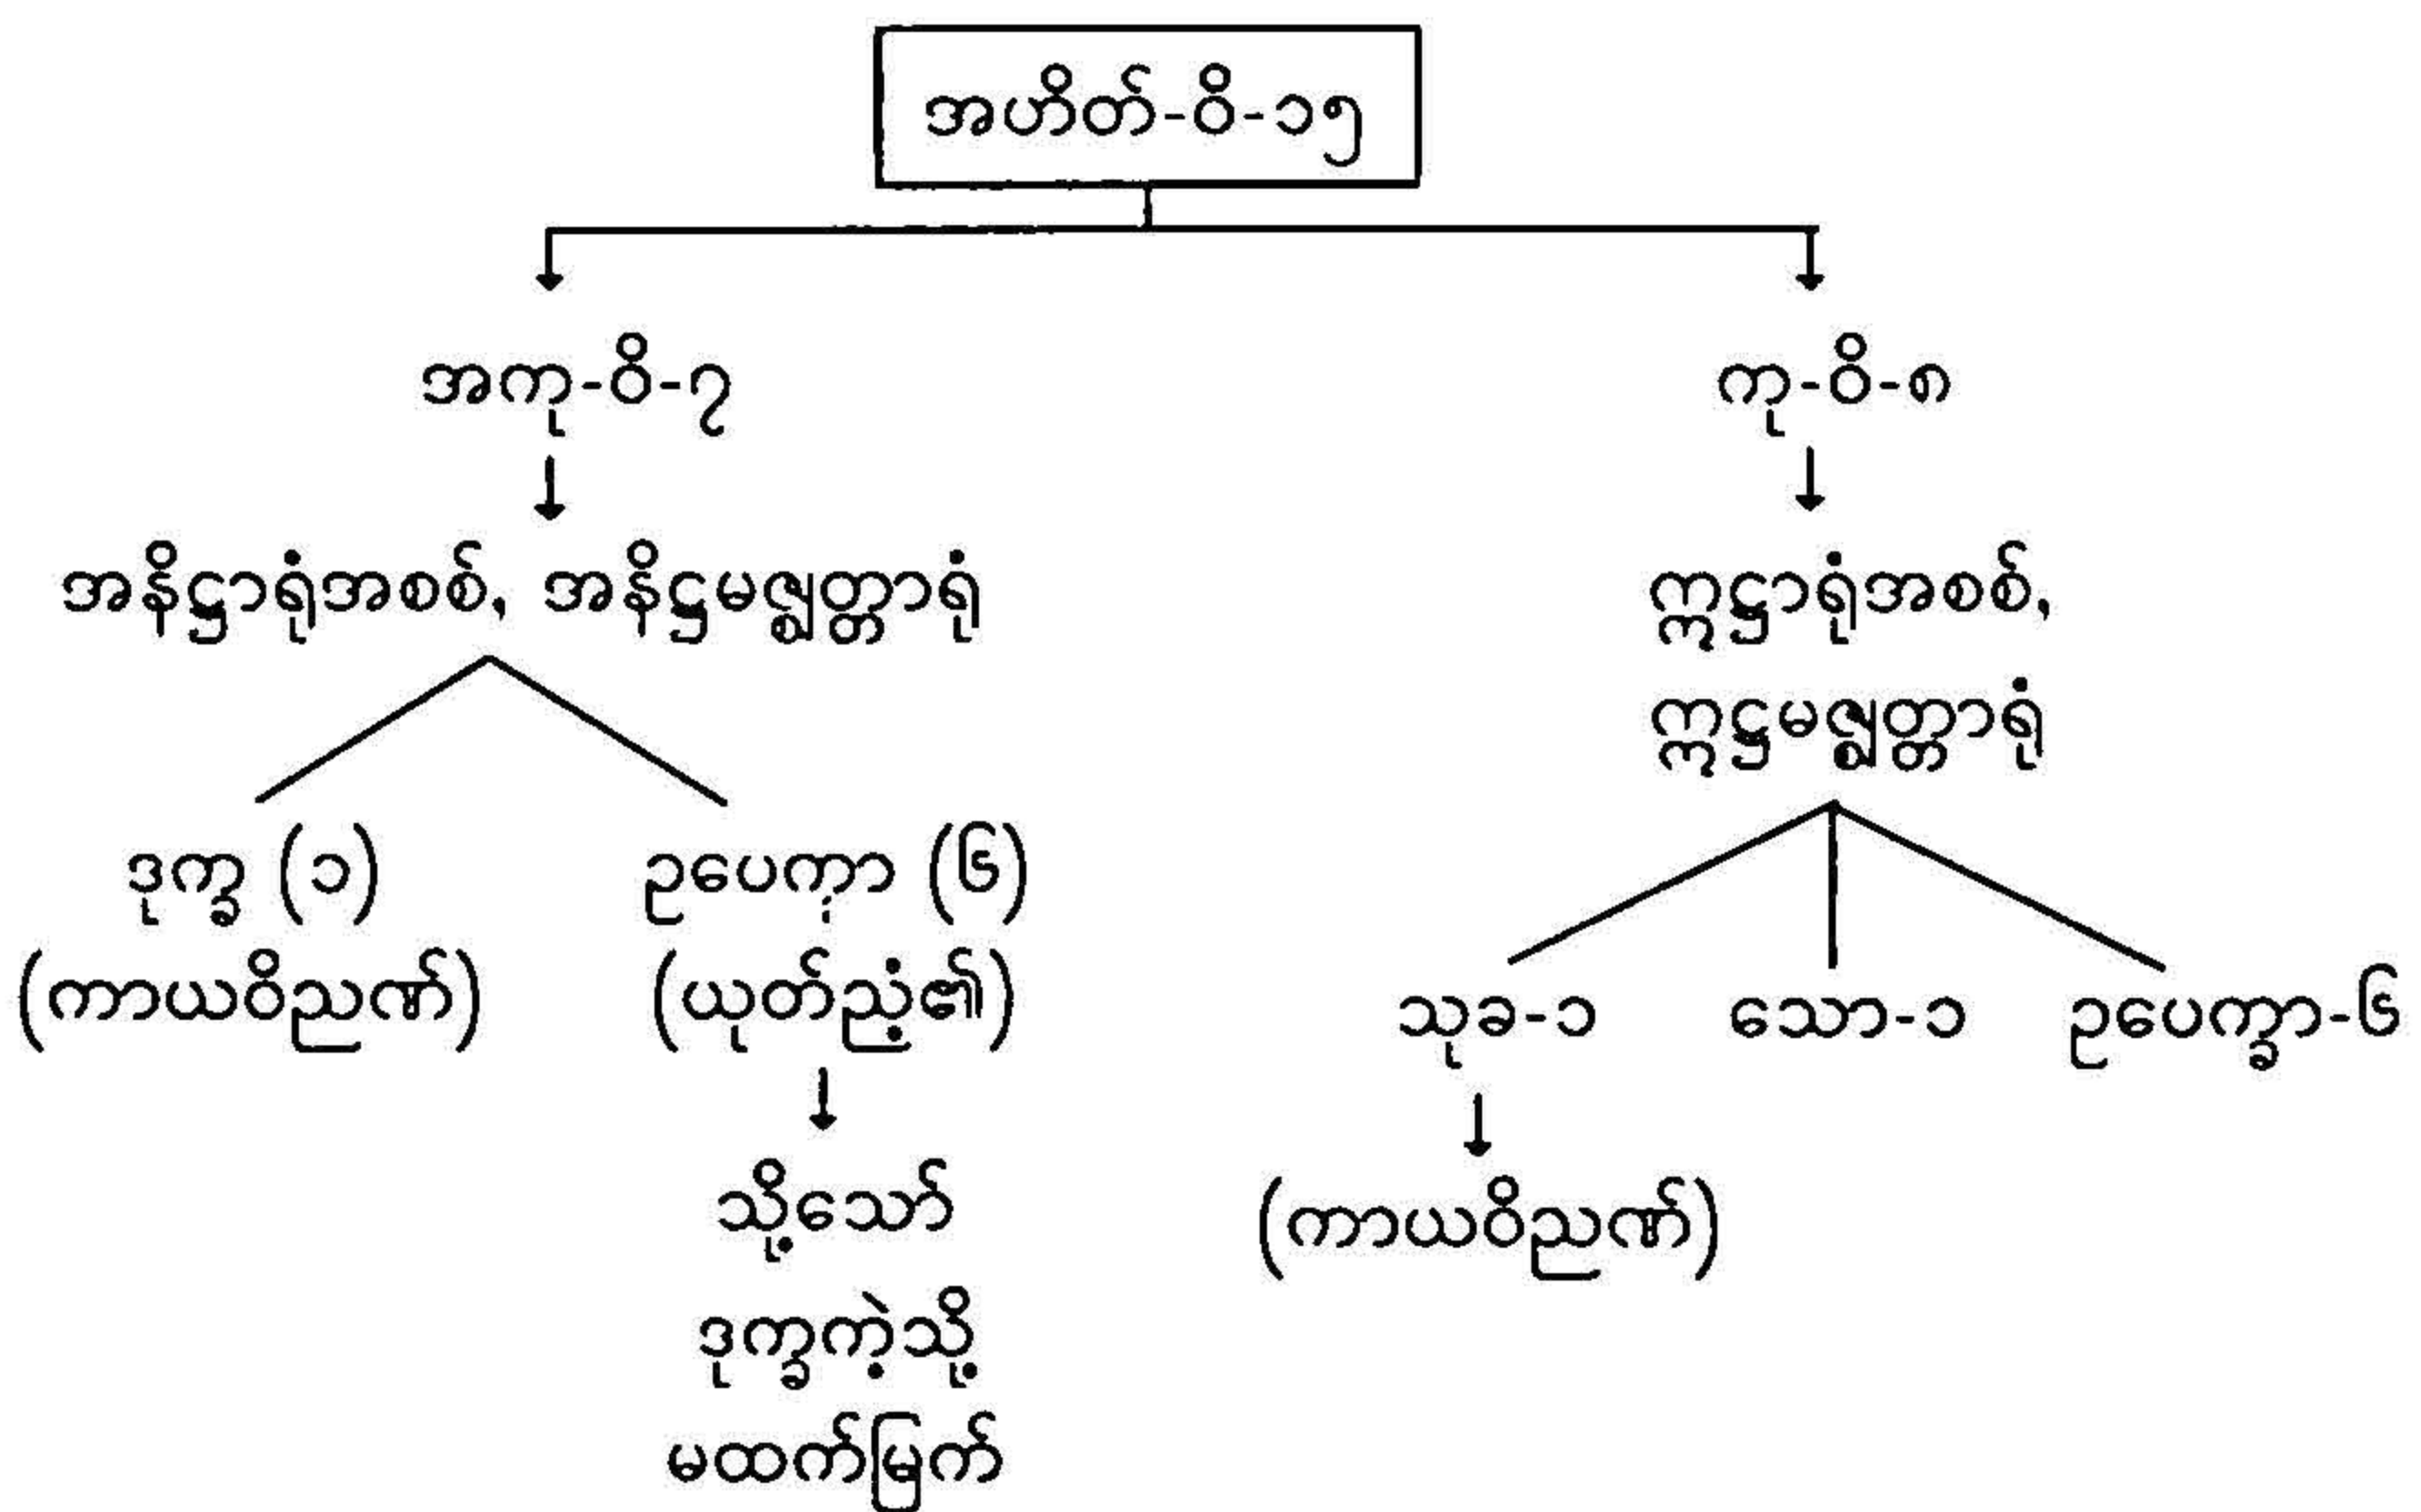 အဟိတ်-ဝိ-၁၅
အကု-ဝိ-၇
ကု-ဝိ-၈
အနိဋ္ဌာရုံအစစ်, အနိဋ္ဌမဇ္ဈတ္တာရုံ
ဣဋ္ဌာရုံအစစ်,
ဣဋ္ဌမဇ္ဈတ္တာရုံ
ဒုက္ခ (၁)
(ကာယဝိညဏ်)
ဥပေက္ခာ (၆)
(ယုတ်ညံ့၏)
သို့သော်
ဒုက္ခကဲ့သို့
မထက်မြက်
သုခ-၁
(ကာယဝိညဏ်)
သော-၁
ဥပေက္ခာ-၆